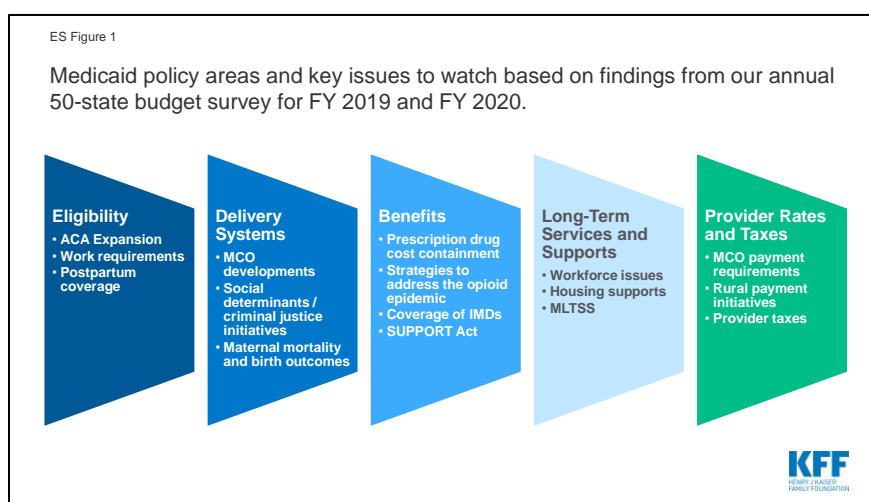 ES Figure 1
Medicaid policy areas and key issues to watch based on findings from our annual
50-state budget survey for FY 2019 and FY 2020.
Eligibility
• ACA Expansion
• Work requirements
• Postpartum
coverage
Delivery
Systems
• MCO
developments
• Social
determinants /
criminal justice
initiatives
• Maternal mortality
and birth outcomes
Benefits
• Prescription drug
cost containment
• Strategies to
address the opioid
epidemic
• Coverage of IMDs
• SUPPORT Act
Long-Term
Services and
Supports
• Workforce issues
• Housing supports
• MLTSS
Provider Rates
and Taxes
• MCO payment
requirements
• Rural payment
initiatives
• Provider taxes
KFF
HENRY J KAISER
FAMILY FOUNDATION